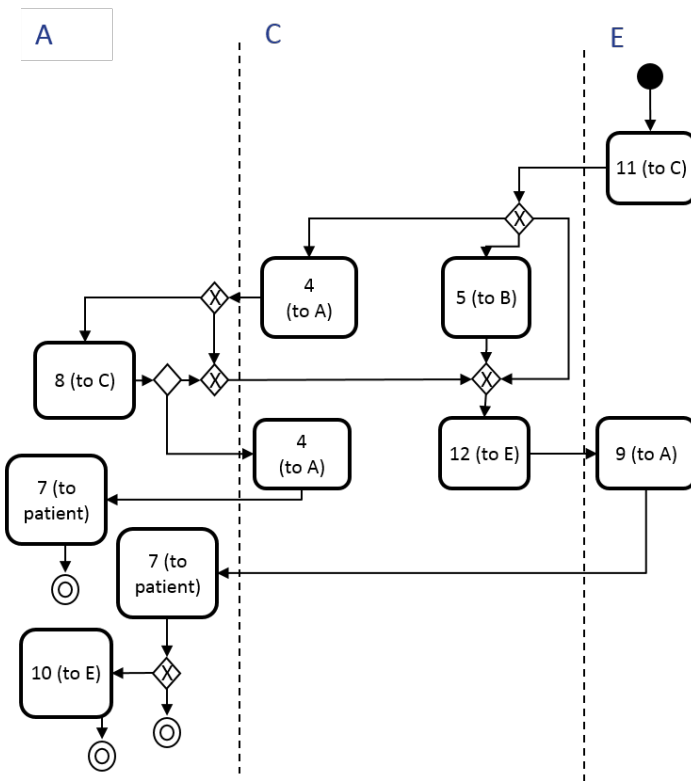 A
C
E
11 (to C)
X
4
(to A)
5 (to B)
X
8 (to C)
X
X
4
(to A)
12 (to E)
9 (to A)
7 (to
patient)
7 (to
patient)
10 (to E)
X